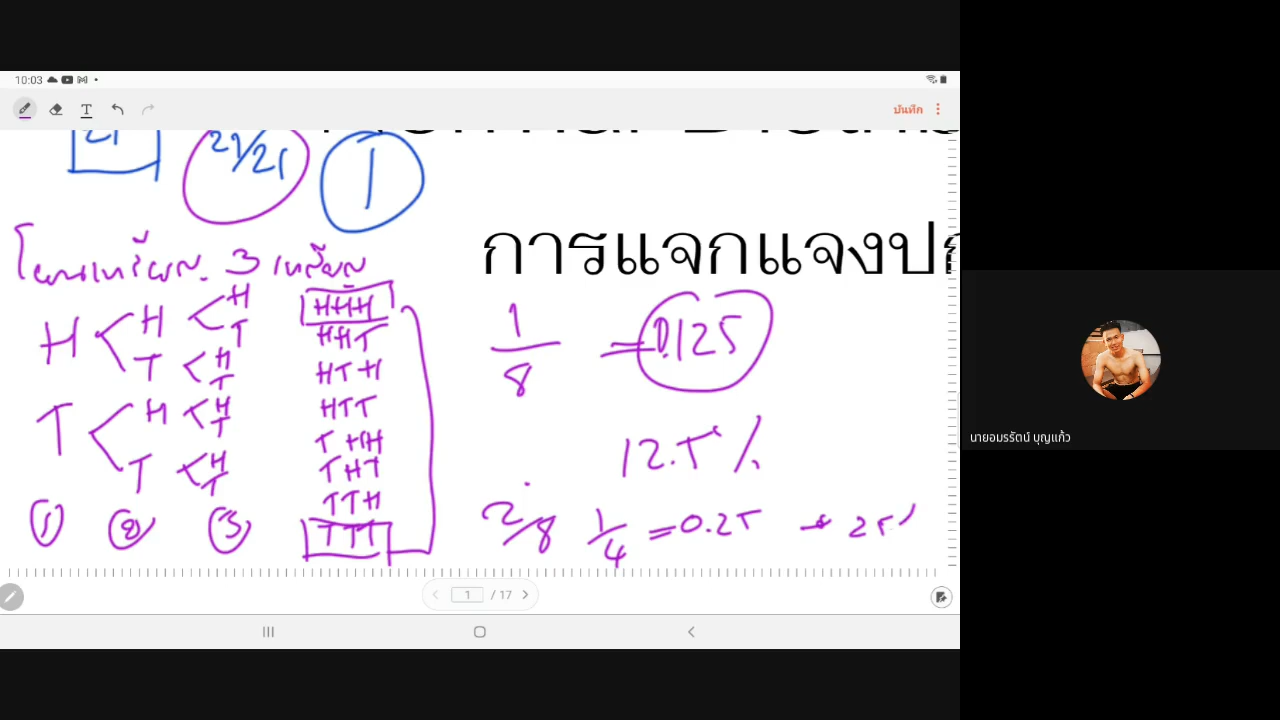 10:03
T
บันทึก
21
21/21
1
โยนเหรียญ 3 เหรียญ
การแจกแจงป
H H H
T T
H
T
T H H
T
T H
T
1 2 3
HHH
HHT
HTH
HTT
THH
THT
TTH
TTT
1/8 = 0.125
12.5%
2/8 1/4 = 0.25 → 25
1 / 17
นายอมรรัตน์ บุญแก้ว